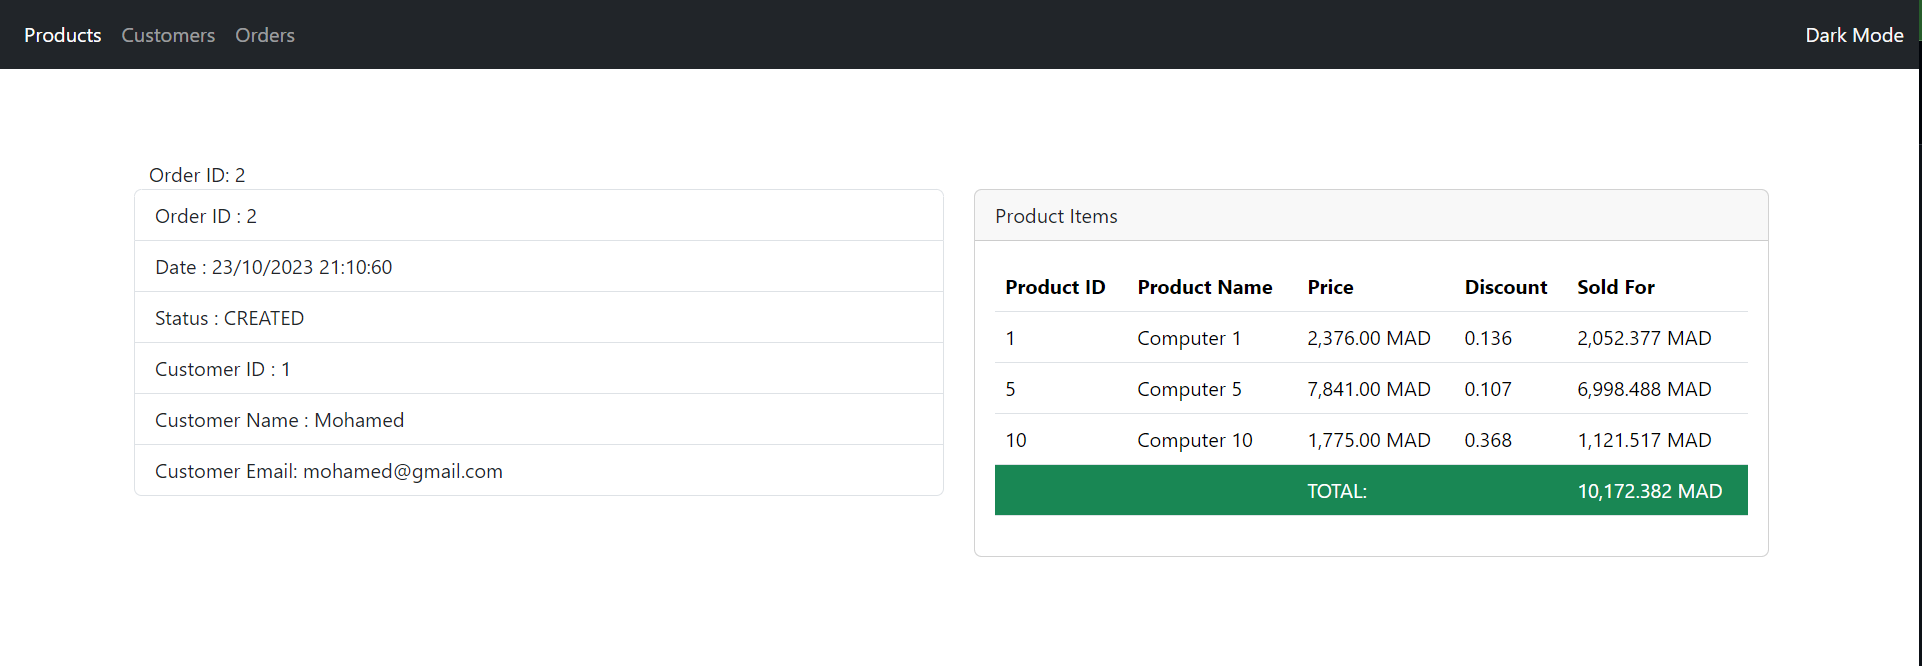 Products Customers Orders Dark Mode
Order ID: 2
Order ID : 2
Date : 23/10/2023 21:10:60
Status : CREATED
Customer ID : 1
Customer Name : Mohamed
Customer Email: mohamed@gmail.com
Product Items
Product ID Product Name Price Discount Sold For
1 Computer 1 2,376.00 MAD 0.136 2,052.377 MAD
5 Computer 5 7,841.00 MAD 0.107 6,998.488 MAD
10 Computer 10 1,775.00 MAD 0.368 1,121.517 MAD
TOTAL: 10,172.382 MAD